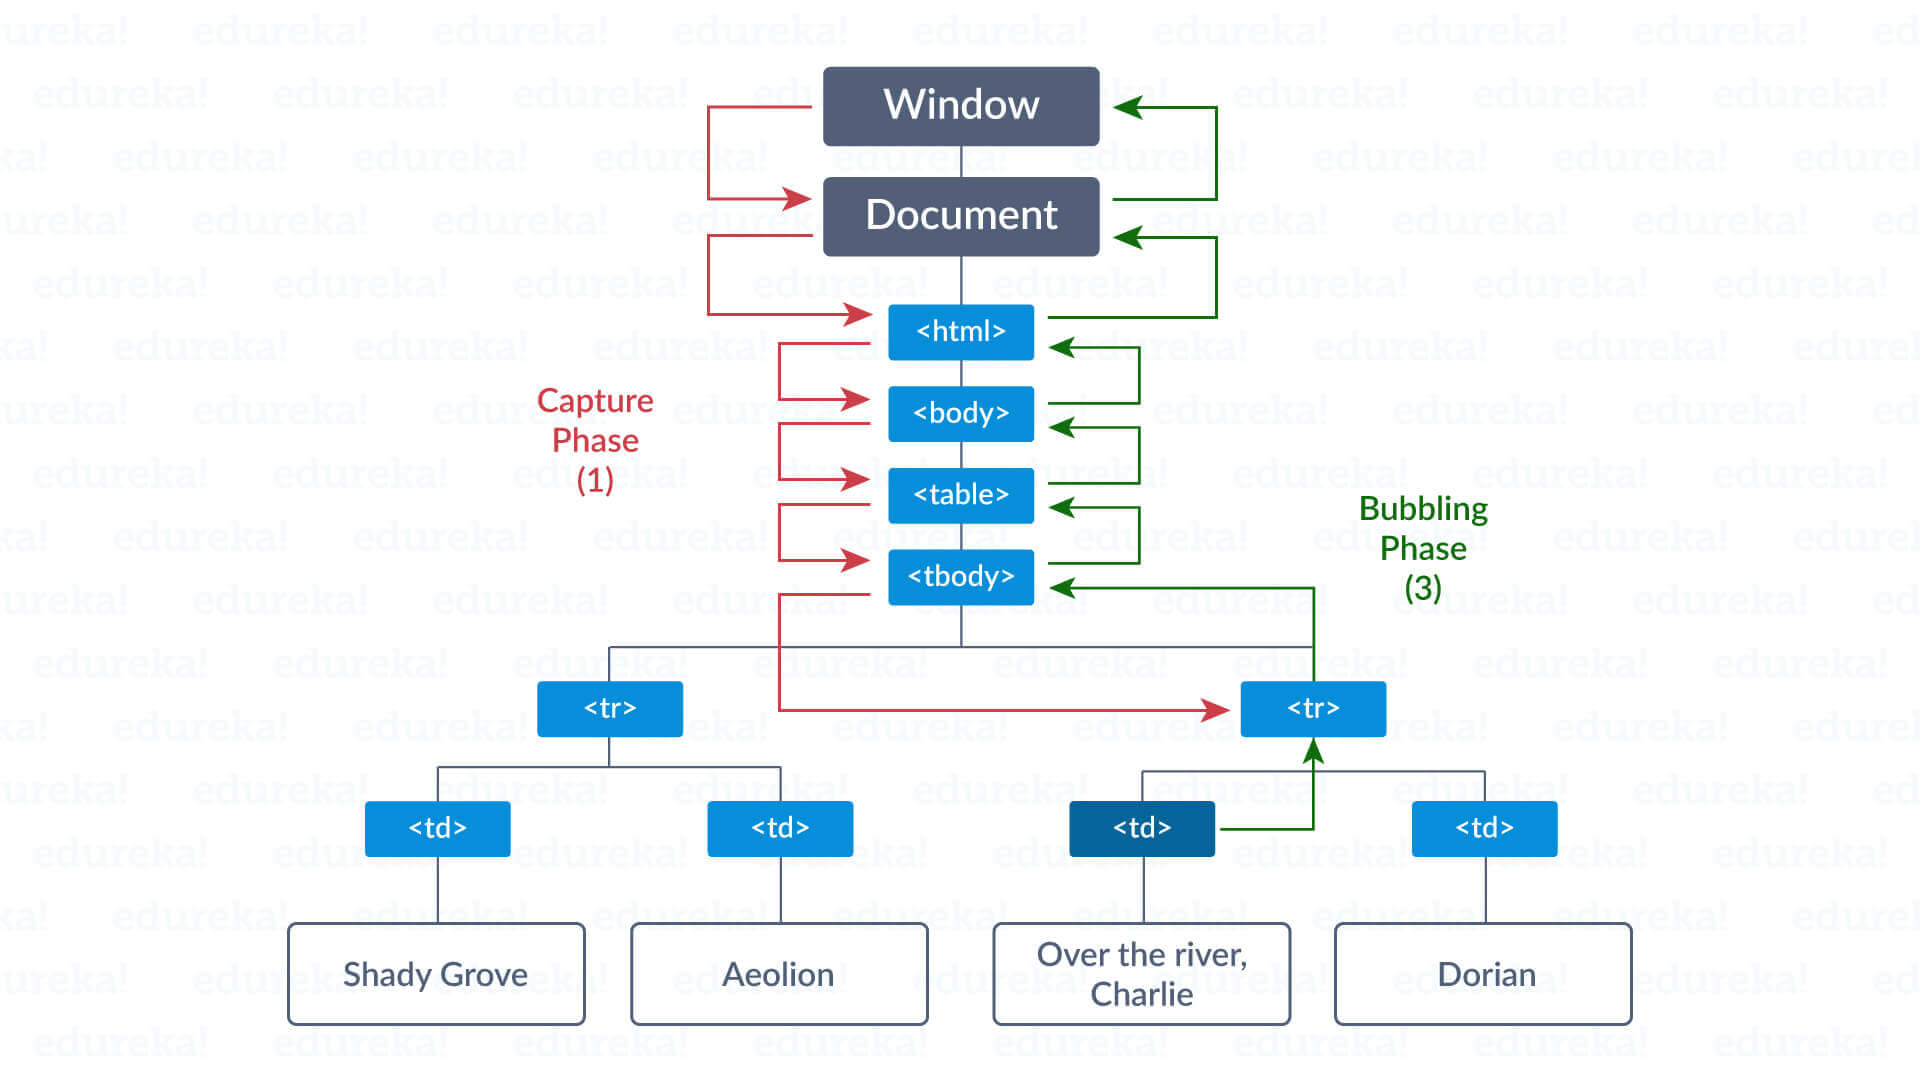 Window
Document
<html>
<body>
<table>
<tbody>
Capture
Phase
(1)
Bubbling
Phase
(3)
<tr>
<tr>
<td>
<td>
<td>
<td>
Shady Grove
Aeolion
Over the river,
Charlie
Dorian
edureka!